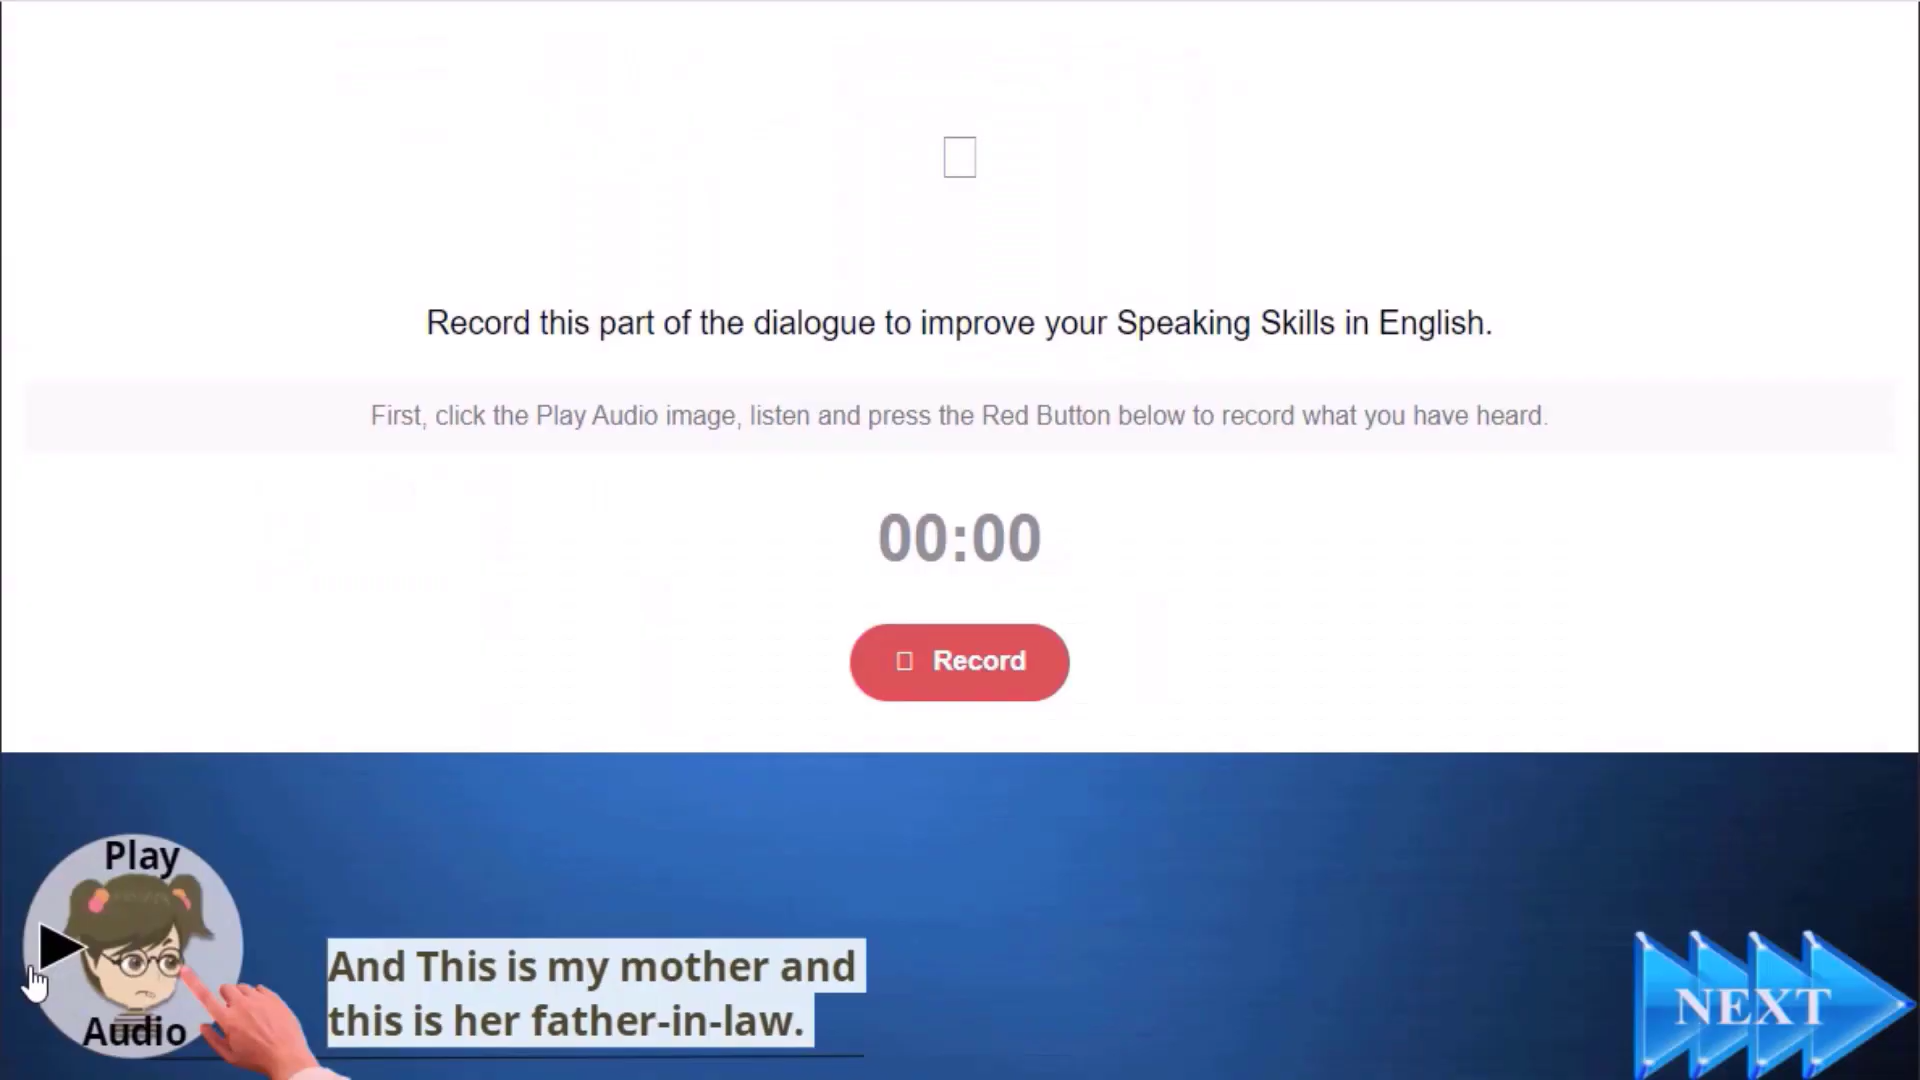 Record this part of the dialogue to improve your Speaking Skills in English.
First, click the Play Audio image, listen and press the Red Button below to record what you have heard.
00:00
Record
Play
Audio
And This is my mother and
this is her father-in-law.
NEXT